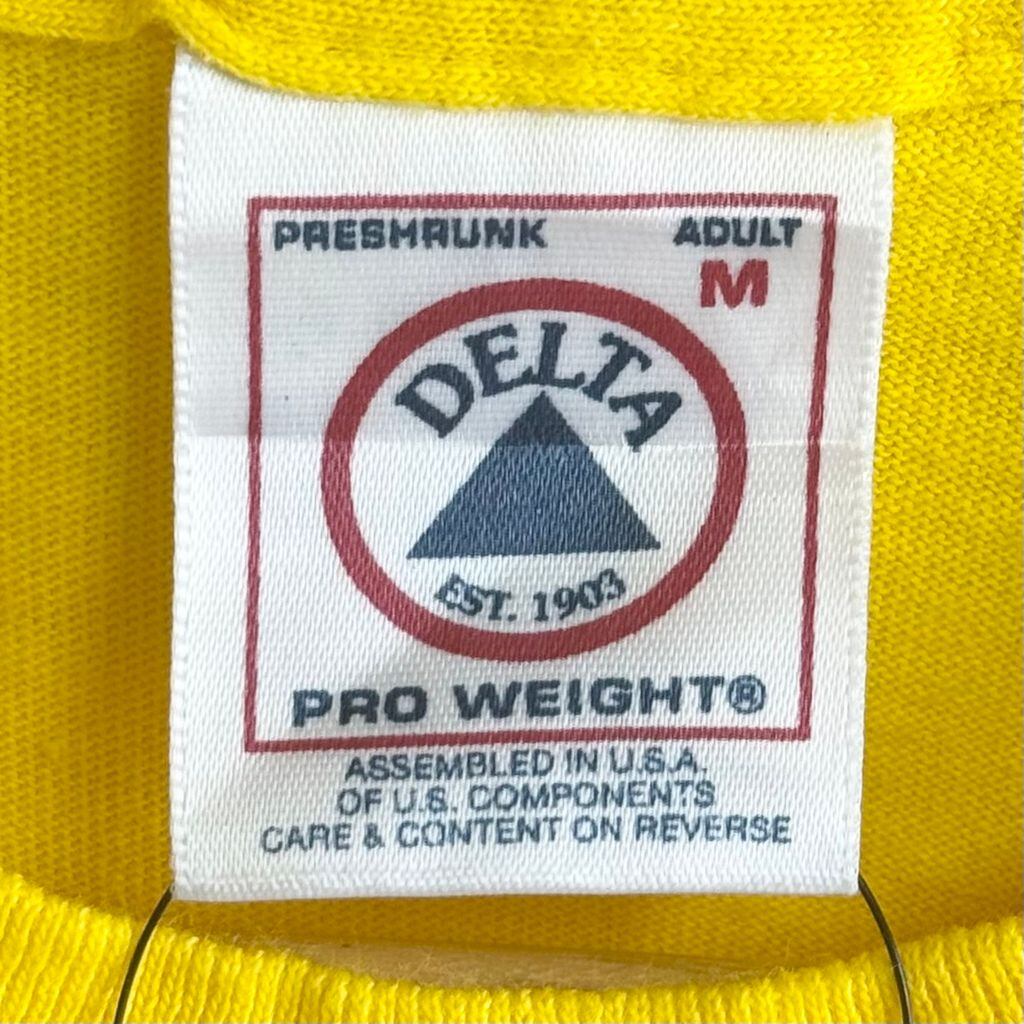 PRESHRUNK ADULT
M
DELTA
EST. 1903
PRO WEIGHT®
ASSEMBLED IN U.S.A.
OF U.S. COMPONENTS
CARE & CONTENT ON REVERSE